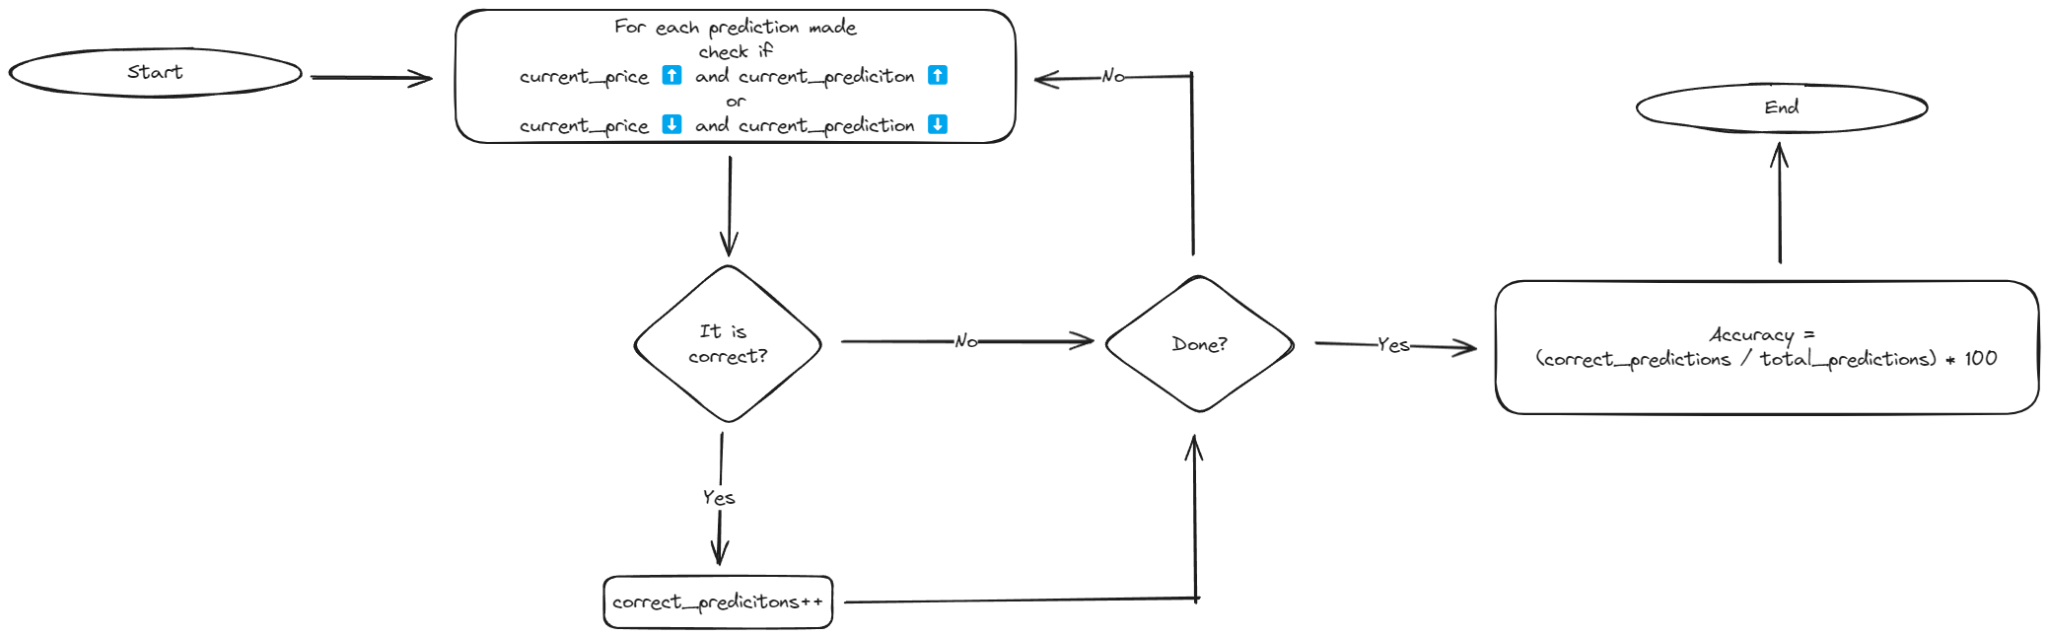 Start
For each prediction made
check if
current_price ⬆️ and current_prediciton ⬆️
or
current_price ⬇️ and current_prediction ⬇️
No
End
It is
correct?
No
Done?
Yes
Accuracy =
(correct_predictions / total_predictions) * 100
Yes
correct_predicitons++